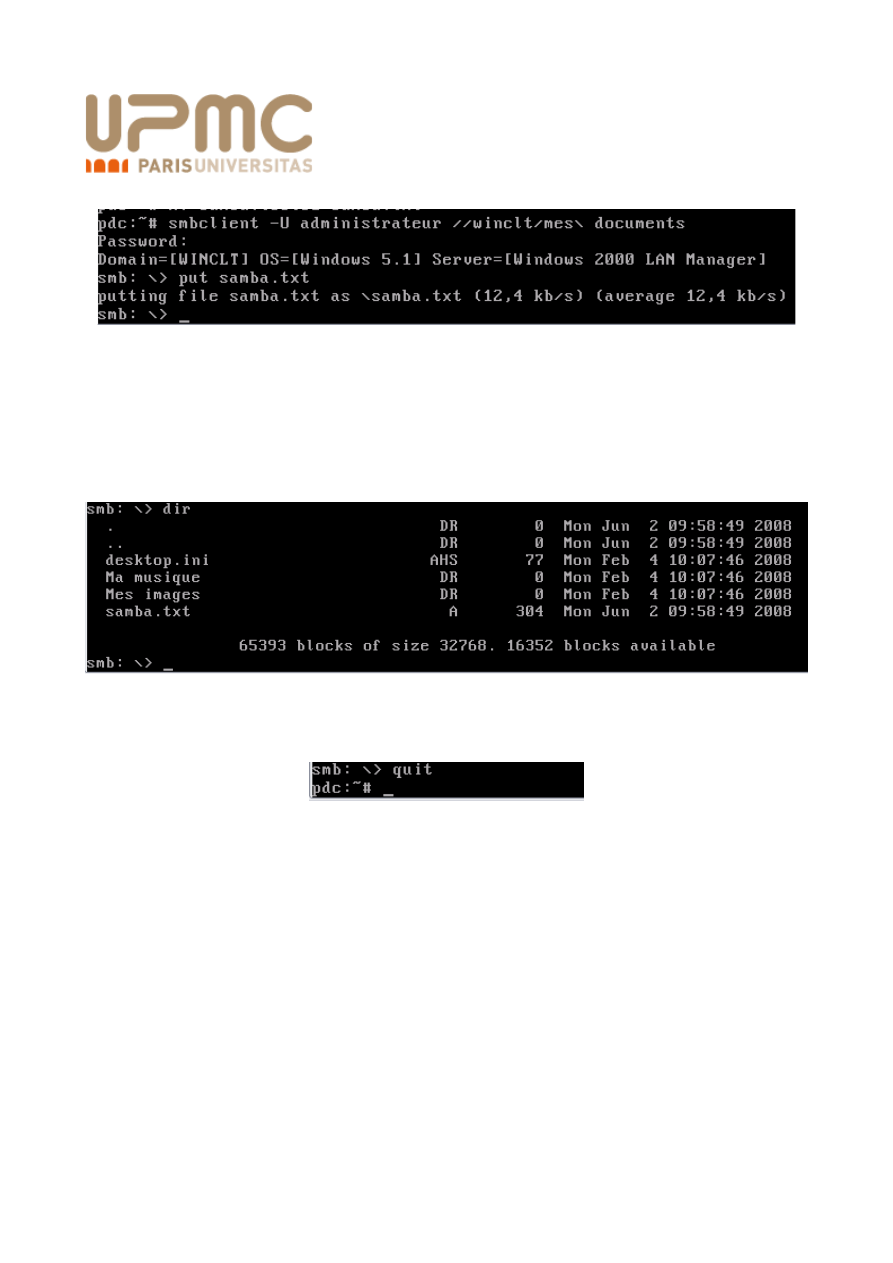 UPMC
PARISUNIVERSITAS
pdc:~# smbclient -U administrateur //winclt/mes\ documents
Password:
Domain=[WINCLT] OS=[Windows 5.1] Server=[Windows 2000 LAN Manager]
smb: \> put samba.txt
putting file samba.txt as \samba.txt (12,4 kb/s) (average 12,4 kb/s)
smb: \> _
smb: \> dir
. DR 0 Mon Jun 2 09:58:49 2008
.. DR 0 Mon Jun 2 09:58:49 2008
desktop.ini AHS 77 Mon Feb 4 10:07:46 2008
Ma musique DR 0 Mon Feb 4 10:07:46 2008
Mes images DR 0 Mon Feb 4 10:07:46 2008
samba.txt A 304 Mon Jun 2 09:58:49 2008
65393 blocks of size 32768. 16352 blocks available
smb: \> _
smb: \> quit
pdc:~# _